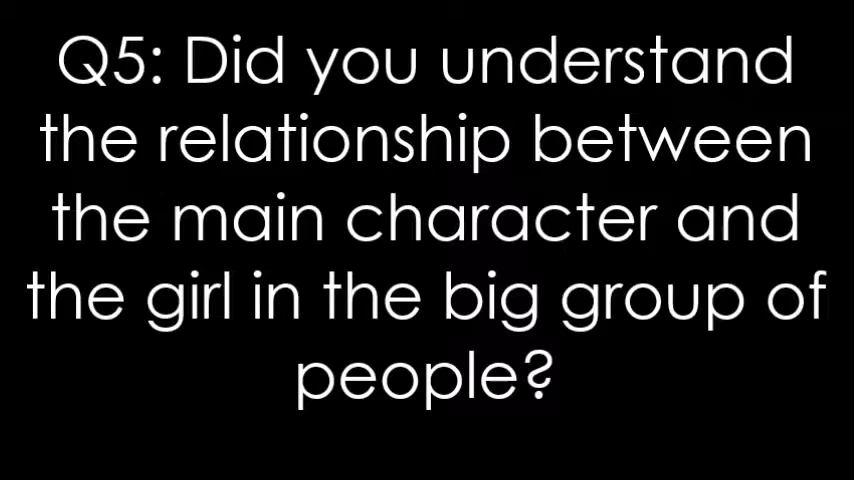 Q5: Did you understand
the relationship between
the main character and
the girl in the big group of
people?